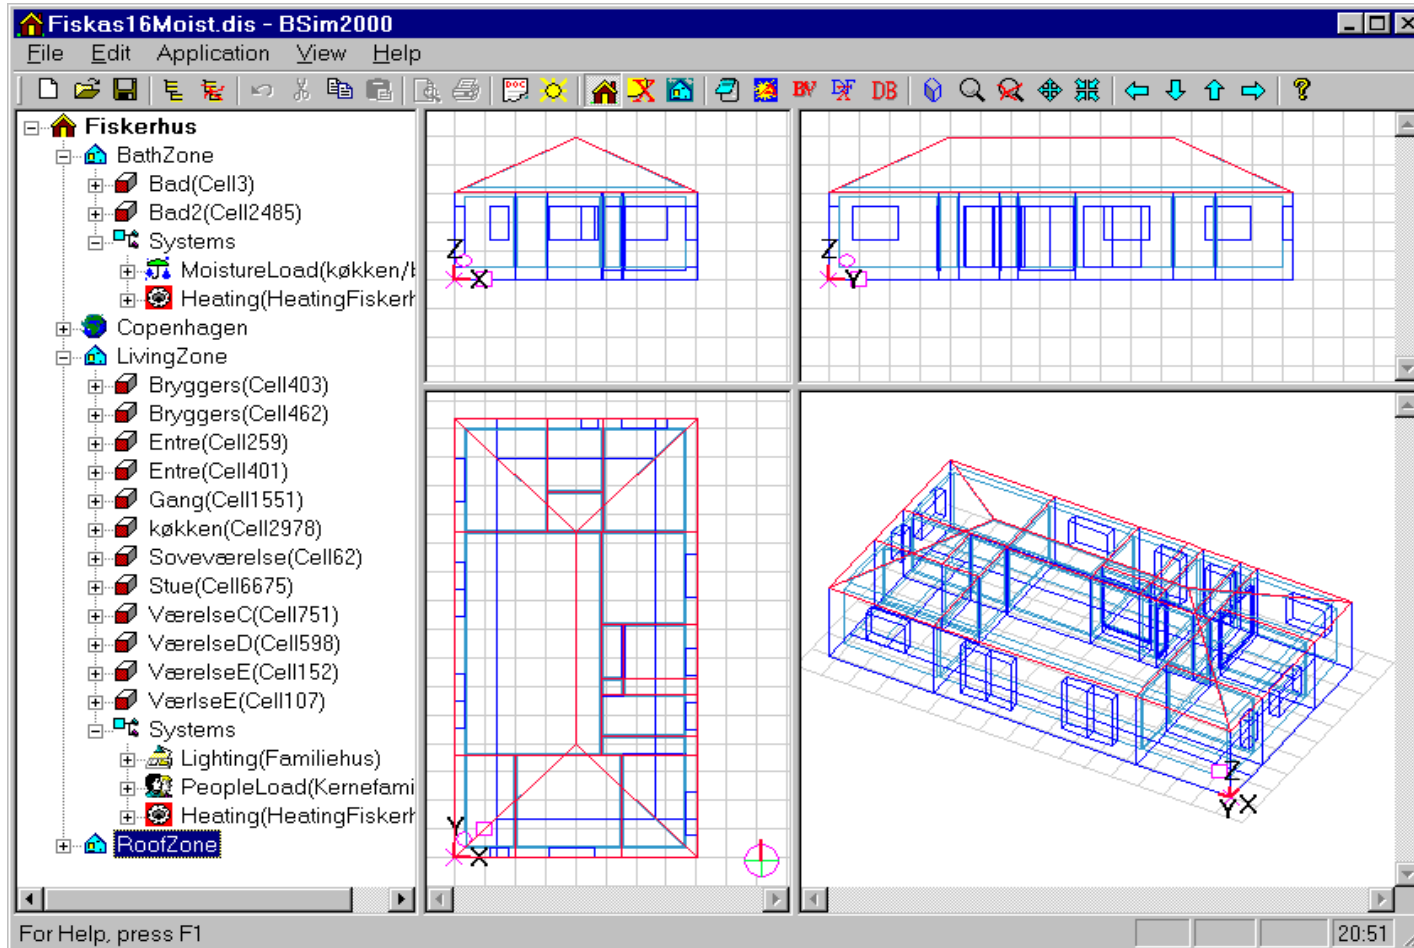 Fiskas16Moist.dis - BSim2000
File Edit Application View Help
DOC BV DF X DB ?
Fiskerhus
BathZone
Bad(Cell3)
Bad2(Cell2485)
Systems
MoistureLoad(køkken/
Heating(HeatingFisker
Copenhagen
LivingZone
Bryggers(Cell403)
Bryggers(Cell462)
Entre(Cell259)
Entre(Cell401)
Gang(Cell1551)
køkken(Cell2978)
Soveværelse(Cell62)
Stue(Cell6675)
VærelseC(Cell751)
VærelseD(Cell598)
VærelseE(Cell152)
VærlseE(Cell107)
Systems
Lighting(Familiehus)
PeopleLoad(Kernefami
Heating(HeatingFisker
RoofZone
Z
X
Z
Y
Y
X
Z
Y X
For Help, press F1
20:51